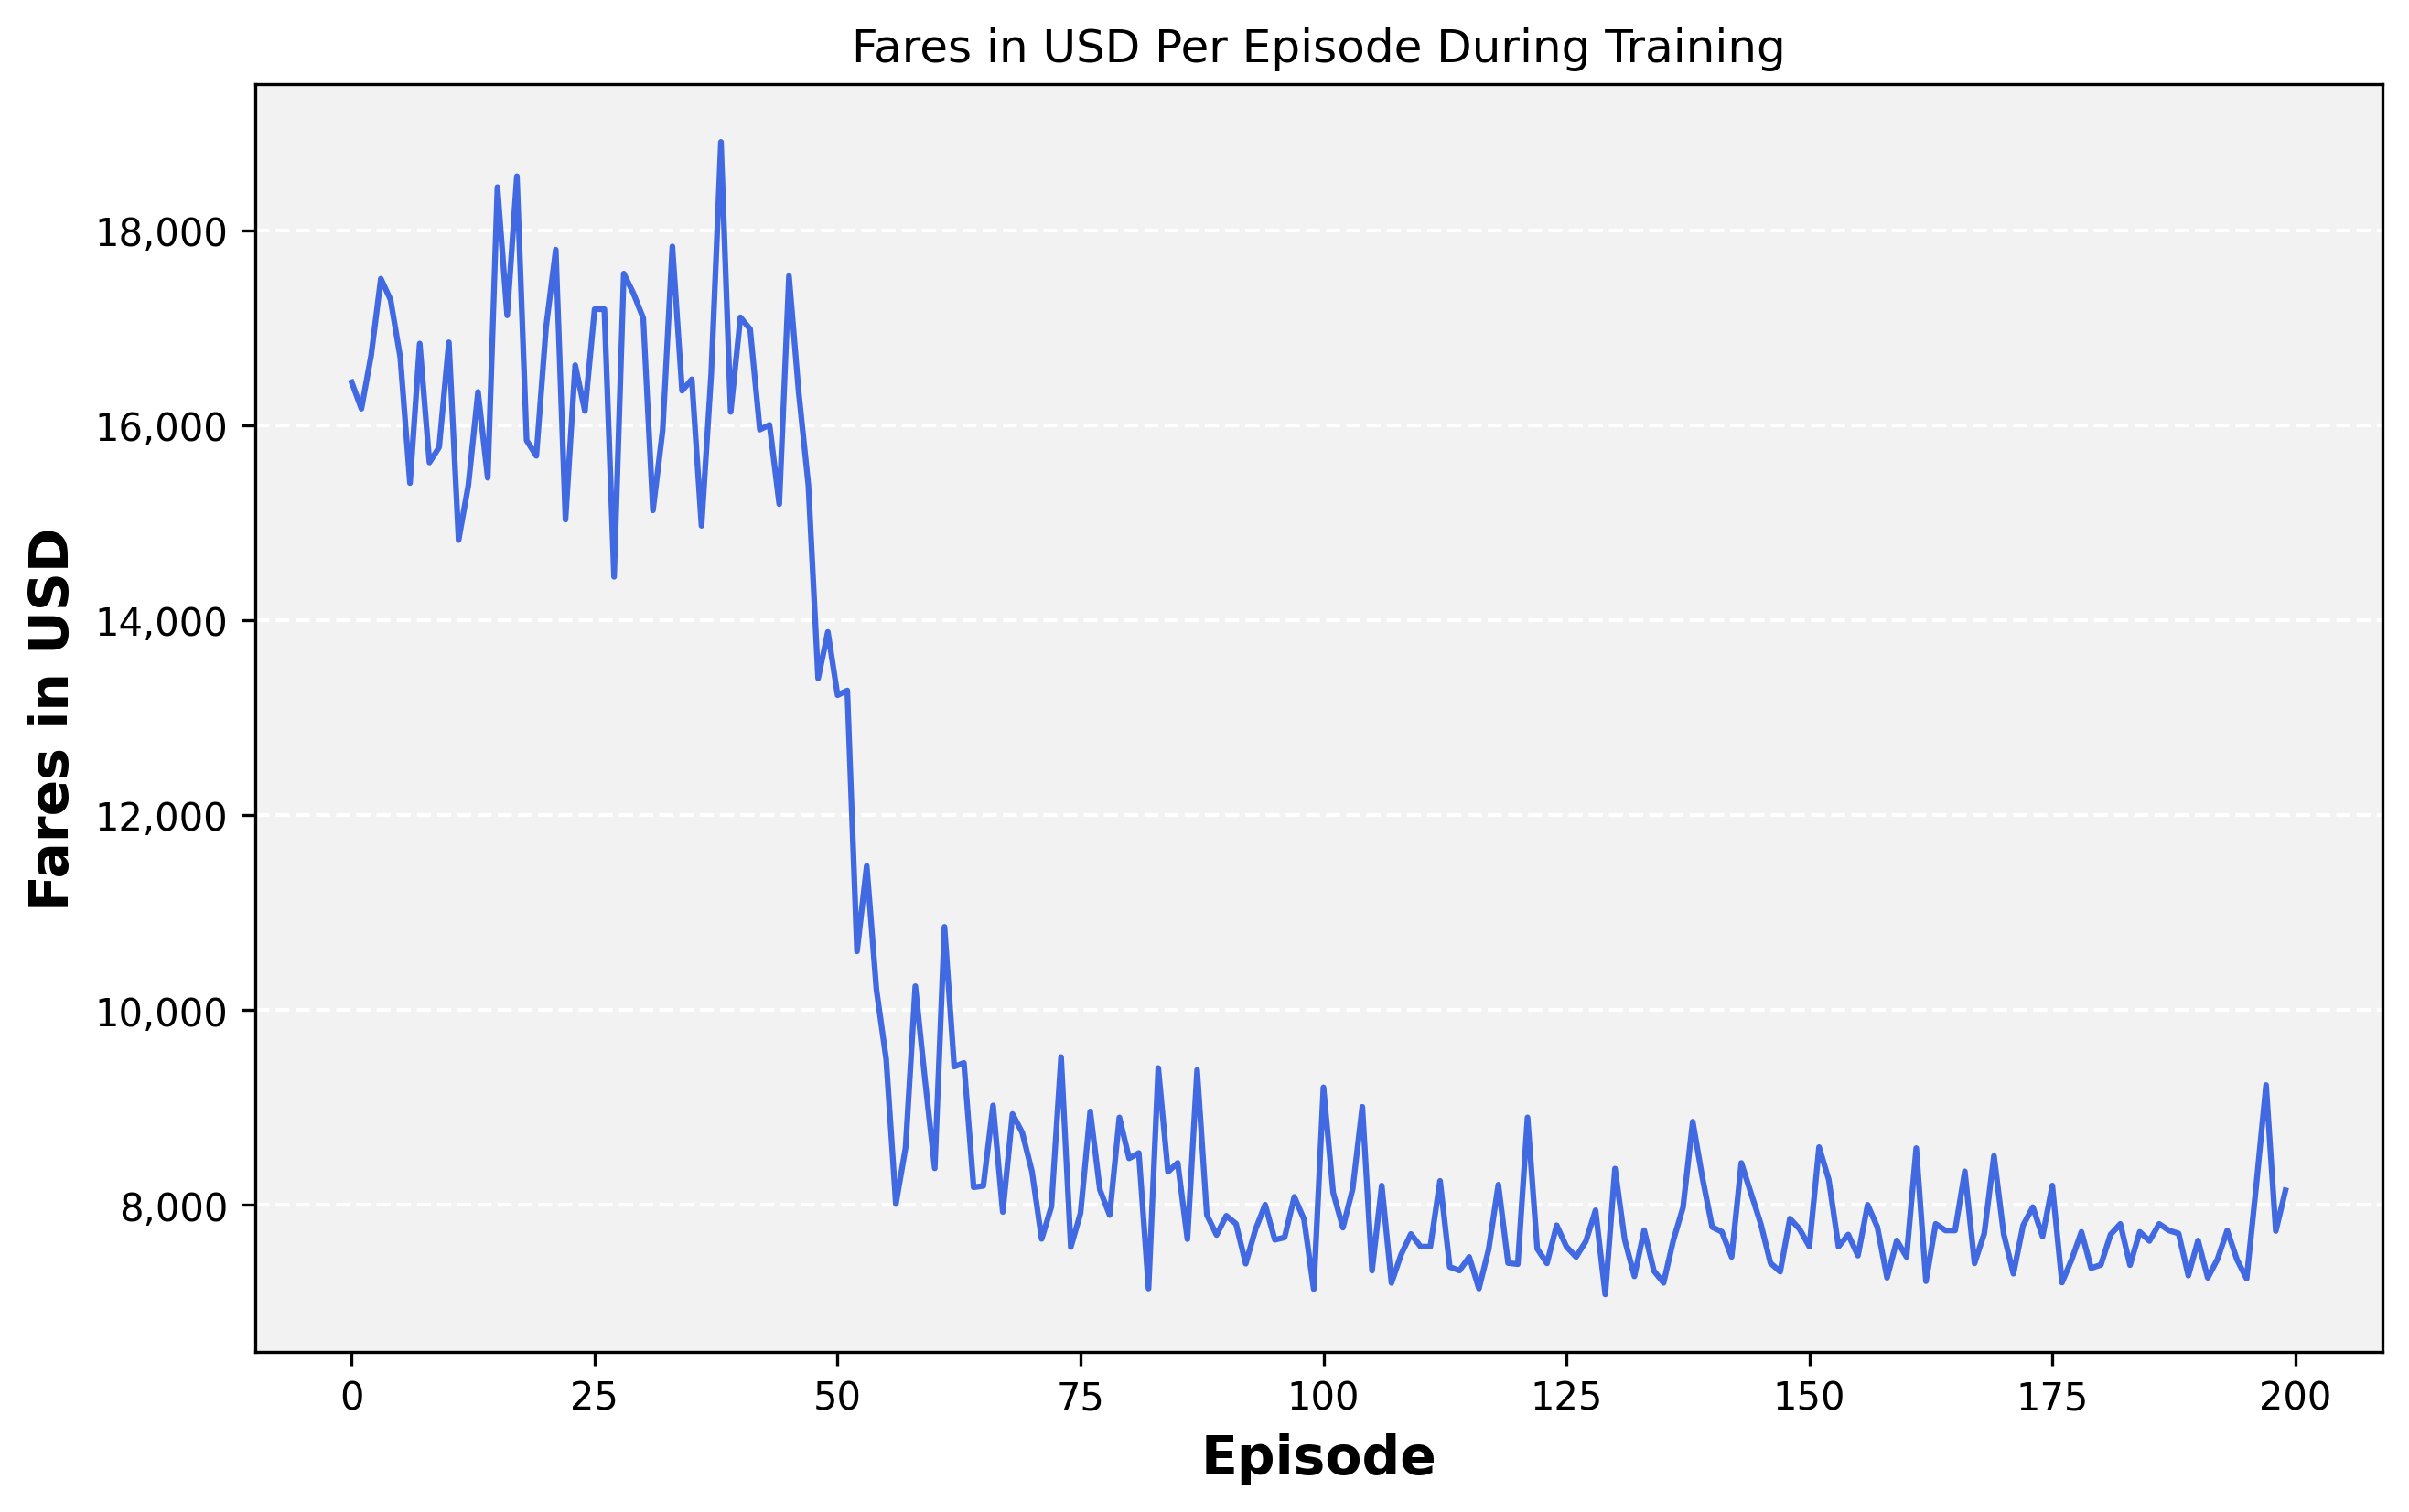 Fares in USD Per Episode During Training
Fares in USD
18,000
16,000
14,000
12,000
10,000
8,000
0 25 50 75 100 125 150 175 200
Episode